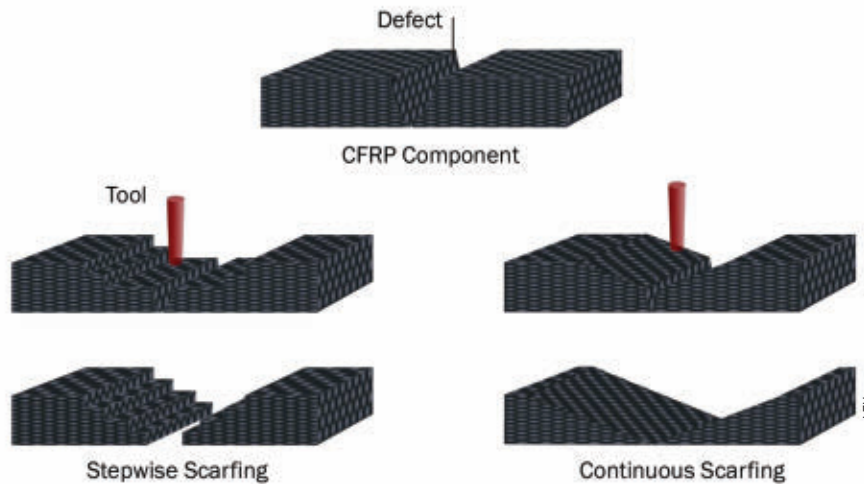 Defect
CFRP Component
Tool
Stepwise Scarfing
Continuous Scarfing